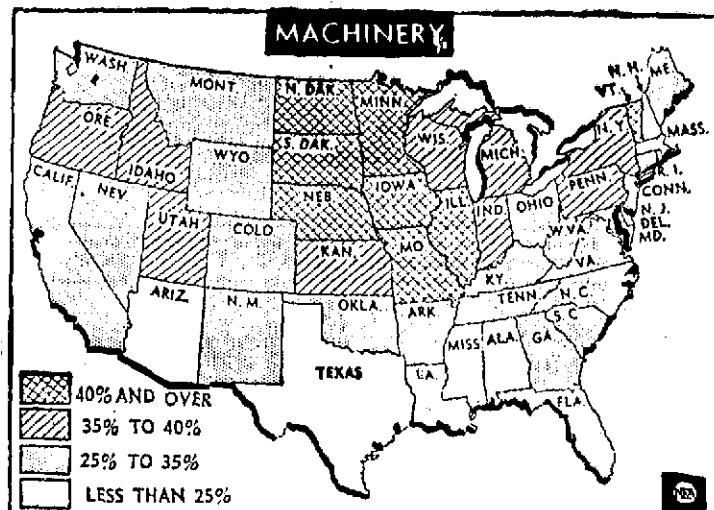 MACHINERY
WASH.
MONT.
N. DAK.
MINN.
ORE.
IDAHO
WYO
S. DAK.
WIS.
MICH.
N.Y.
VT.
N.H.
ME.
MASS.
R. I.
CONN.
N. J.
DEL.
MD.
CALIF.
NEV.
UTAH
COLO
NEB.
IOWA
ILL.
IND.
OHIO
PENN.
W.VA.
VA.
KAN.
MO.
KY.
TENN.
N.C.
S.C.
ARIZ.
N.M.
OKLA.
ARK.
MISS.
ALA.
GA.
TEXAS
LA.
FLA.
40% AND OVER
35% TO 40%
25% TO 35%
LESS THAN 25%
NEA